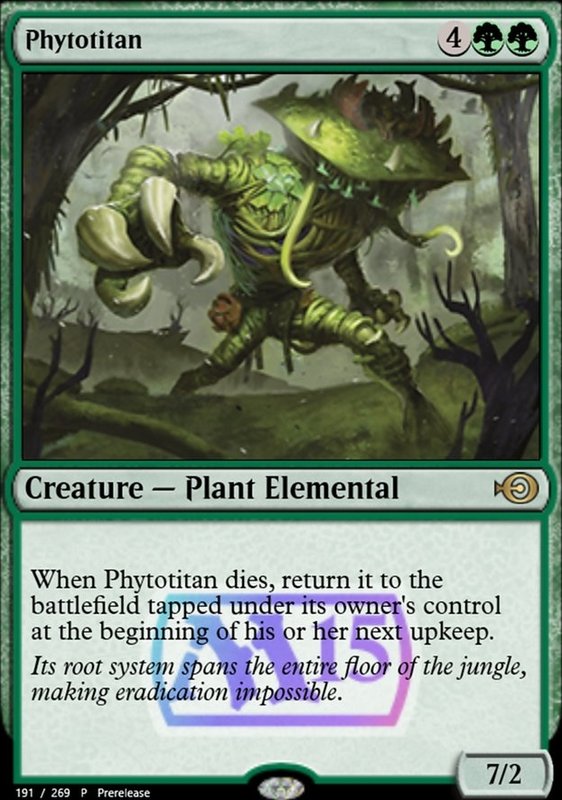 Phytotitan 4
Creature — Plant Elemental
When Phytotitan dies, return it to the
battlefield tapped under its owner's control
at the beginning of his or her next upkeep.
Its root system spans the entire floor of the jungle,
making eradication impossible.
M15
7/2
191 / 269 P Prerelease